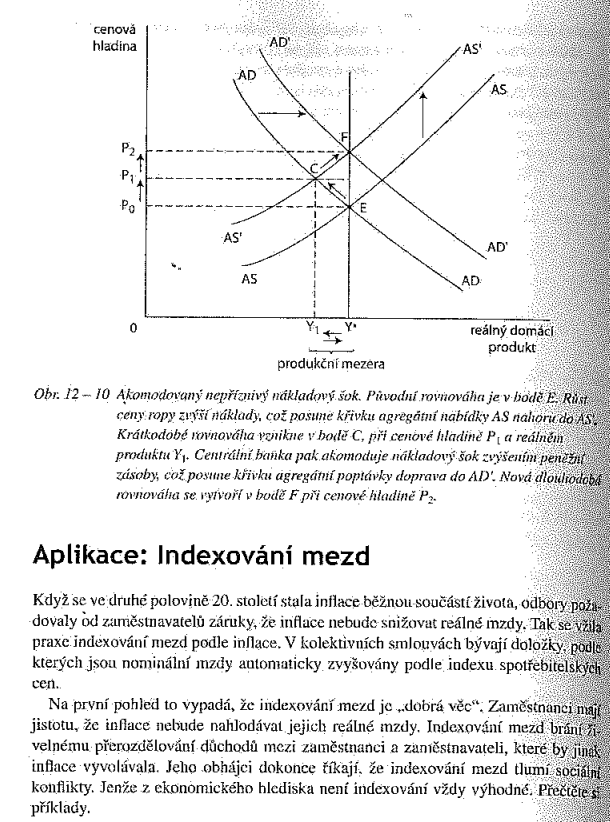 cenová
hladina
AD'
AS'
AD
AS
F
P₂
C
P₁
P₀
E
AS'
AD'
AS
AD
0
Y₁
Y*
reálný domácí
produkt
produkční mezera
Obr. 12 – 10 Akomodovaný nepříznivý nákladový šok. Původní rovnováha je v bodě E. Růst
ceny ropy zvýší náklady, což posune křivku agregátní nabídky AS nahoru do AS'.
Krátkodobá rovnováha vznikne v bodě C, při cenové hladině P₁ a reálném
produktu Y₁. Centrální banka pak akomoduje nákladový šok zvýšením peněžní
zásoby, což posune křivku agregátní poptávky doprava do AD'. Nová dlouhodobá
rovnováha se vytvoří v bodě F při cenové hladině P₂.
Aplikace: Indexování mezd
Když se ve druhé polovině 20. století stala inflace běžnou součástí života, odbory poža-
dovaly od zaměstnavatelů záruky, že inflace nebude snižovat reálné mzdy. Tak se vžila
praxe indexování mezd podle inflace. V kolektivních smlouvách bývají doložky, podle
kterých jsou nominální mzdy automaticky zvyšovány podle indexu spotřebitelských
cen.
Na první pohled to vypadá, že indexování mezd je „dobrá věc“. Zaměstnanci mají
jistotu, že inflace nebude nahlodávat jejich reálné mzdy. Indexování mezd brání ži-
velnému přerozdělování důchodů mezi zaměstnanci a zaměstnavateli, které by jinak
inflace vyvolávala. Jeho obhájci dokonce říkají, že indexování mezd tlumí sociální
konflikty. Jenže z ekonomického hlediska není indexování vždy výhodné. Přečtěte si
příklady.